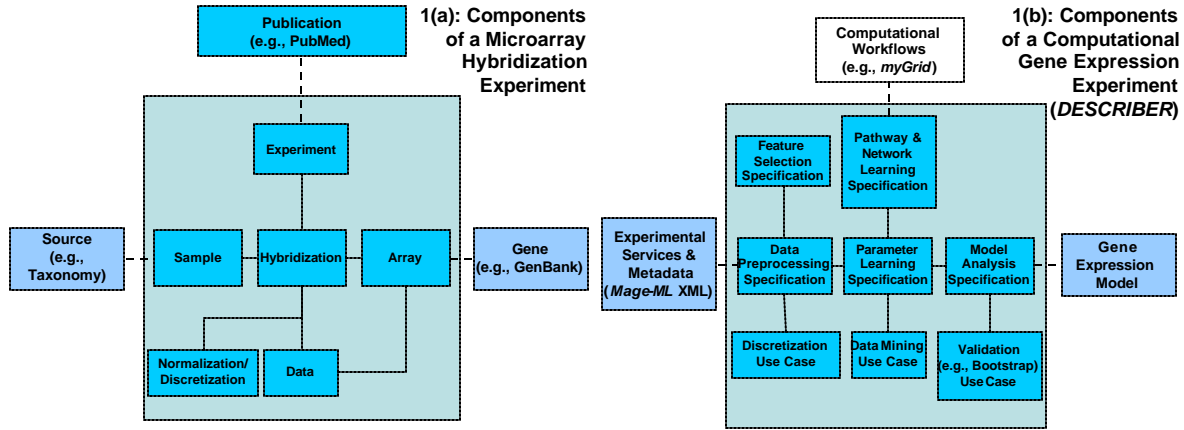 Publication
(e.g., PubMed)
1(a): Components
of a Microarray
Hybridization
Experiment
Experiment
Source
(e.g.,
Taxonomy)
Sample
Hybridization
Array
Gene
(e.g., GenBank)
Normalization/
Discretization
Data
Computational
Workflows
(e.g., myGrid)
1(b): Components
of a Computational
Gene Expression
Experiment
(DESCRIBER)
Feature
Selection
Specification
Pathway &
Network
Learning
Specification
Experimental
Services &
Metadata
(Mage-ML XML)
Data
Preprocessing
Specification
Parameter
Learning
Specification
Model
Analysis
Specification
Gene
Expression
Model
Discretization
Use Case
Data Mining
Use Case
Validation
(e.g., Bootstrap)
Use Case